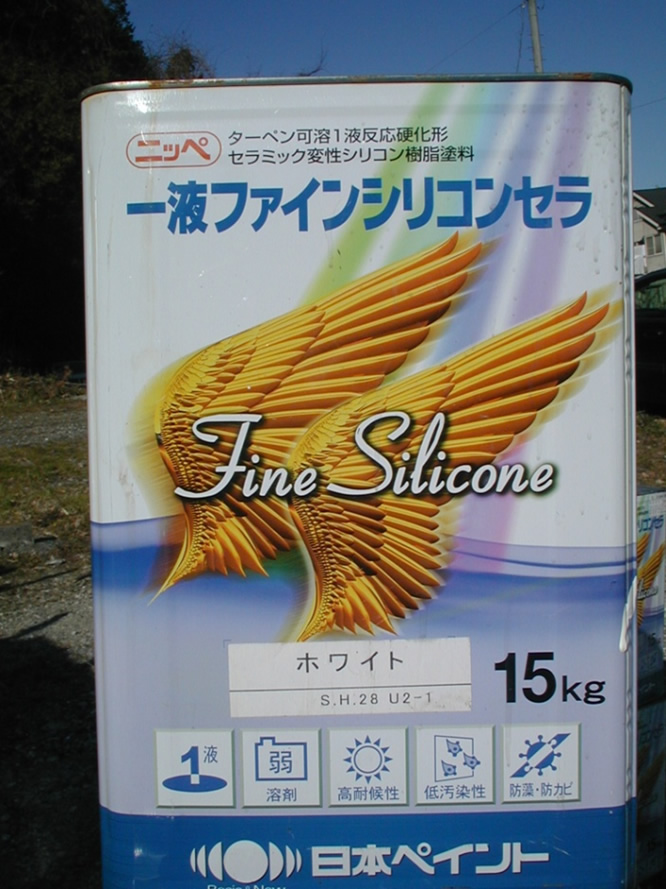 ニッペ
ターペン可溶1液反応硬化形
セラミック変性シリコン樹脂塗料
一液ファインシリコンセラ
Fine Silicone
ホワイト
S.H.28 U2-1
15kg
1液
弱
溶剤
高耐候性
低汚染性
防藻・防カビ
日本ペイント